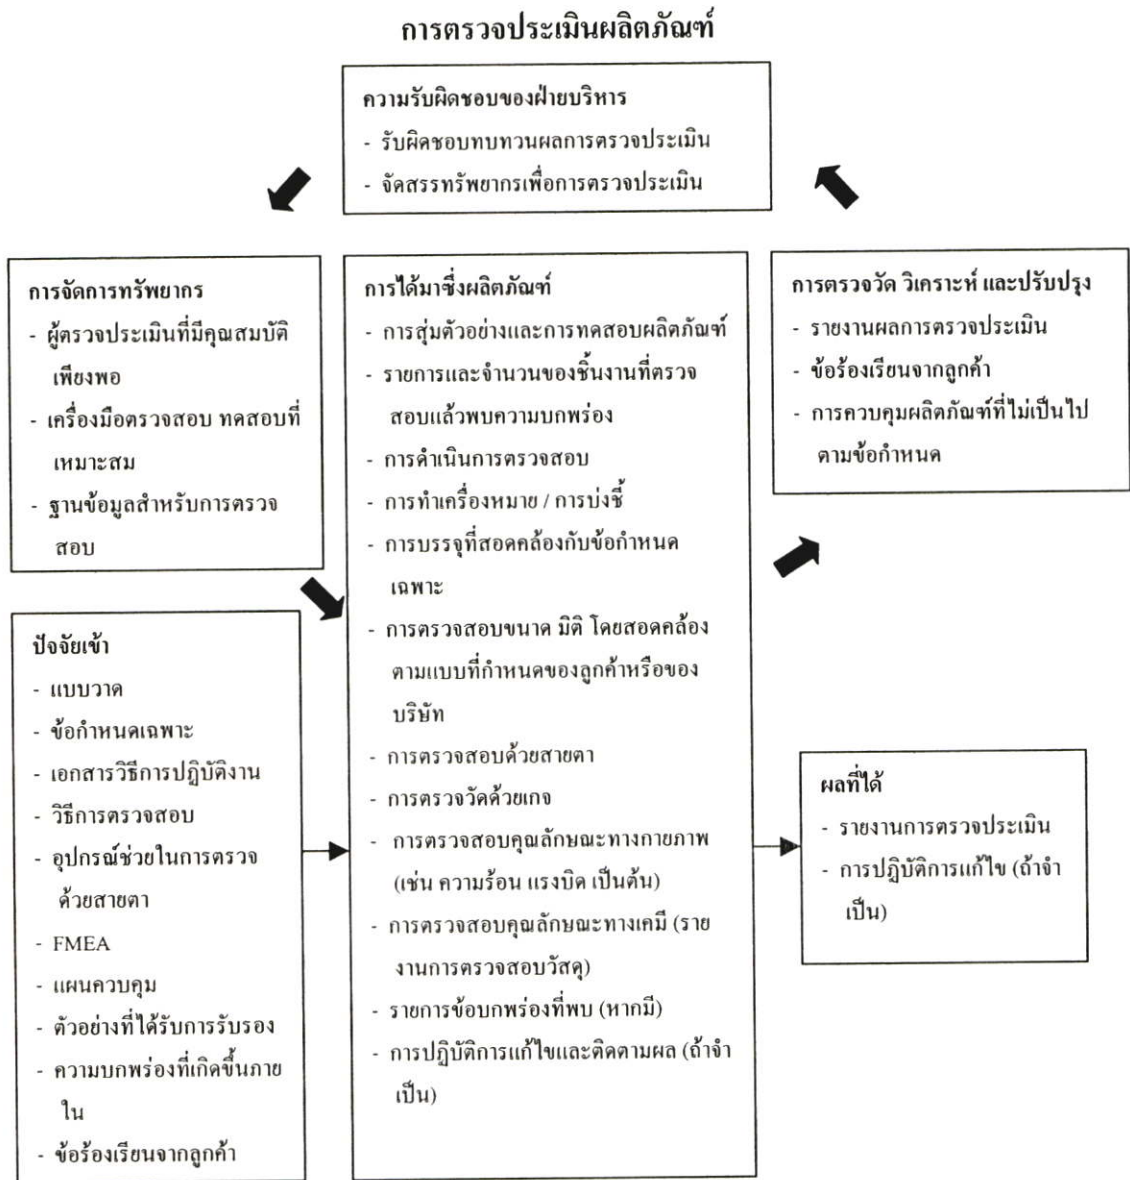 การตรวจประเมินผลิตภัณฑ์
ความรับผิดชอบของฝ่ายบริหาร
- รับผิดชอบทบทวนผลการตรวจประเมิน
- จัดสรรทรัพยากรเพื่อการตรวจประเมิน
การจัดการทรัพยากร
- ผู้ตรวจประเมินที่มีคุณสมบัติ
เพียงพอ
- เครื่องมือตรวจสอบ ทดสอบที่
เหมาะสม
- ฐานข้อมูลสำหรับการตรวจ
สอบ
การได้มาซึ่งผลิตภัณฑ์
- การสุ่มตัวอย่างและการทดสอบผลิตภัณฑ์
- รายการและจำนวนของชิ้นงานที่ตรวจ
สอบแล้วพบความบกพร่อง
- การดำเนินการตรวจสอบ
- การทำเครื่องหมาย / การบ่งชี้
- การบรรจุที่สอดคล้องกับข้อกำหนด
เฉพาะ
- การตรวจสอบขนาด มิติ โดยสอดคล้อง
ตามแบบที่กำหนดของลูกค้าหรือของ
บริษัท
- การตรวจสอบด้วยสายตา
- การตรวจวัดด้วยเกจ
- การตรวจสอบคุณลักษณะทางกายภาพ
(เช่น ความร้อน แรงบิด เป็นต้น)
- การตรวจสอบคุณลักษณะทางเคมี (ราย
งานการตรวจสอบวัสดุ)
- รายการข้อบกพร่องที่พบ (หากมี)
- การปฏิบัติการแก้ไขและติดตามผล (ถ้าจำ
เป็น)
การตรวจวัด วิเคราะห์ และปรับปรุง
- รายงานผลการตรวจประเมิน
- ข้อร้องเรียนจากลูกค้า
- การควบคุมผลิตภัณฑ์ที่ไม่เป็นไป
ตามข้อกำหนด
ปัจจัยเข้า
- แบบวาด
- ข้อกำหนดเฉพาะ
- เอกสารวิธีการปฏิบัติงาน
- วิธีการตรวจสอบ
- อุปกรณ์ช่วยในการตรวจ
ด้วยสายตา
- FMEA
- แผนควบคุม
- ตัวอย่างที่ได้รับการรับรอง
- ความบกพร่องที่เกิดขึ้นภาย
ใน
- ข้อร้องเรียนจากลูกค้า
ผลที่ได้
- รายงานการตรวจประเมิน
- การปฏิบัติการแก้ไข (ถ้าจำ
เป็น)